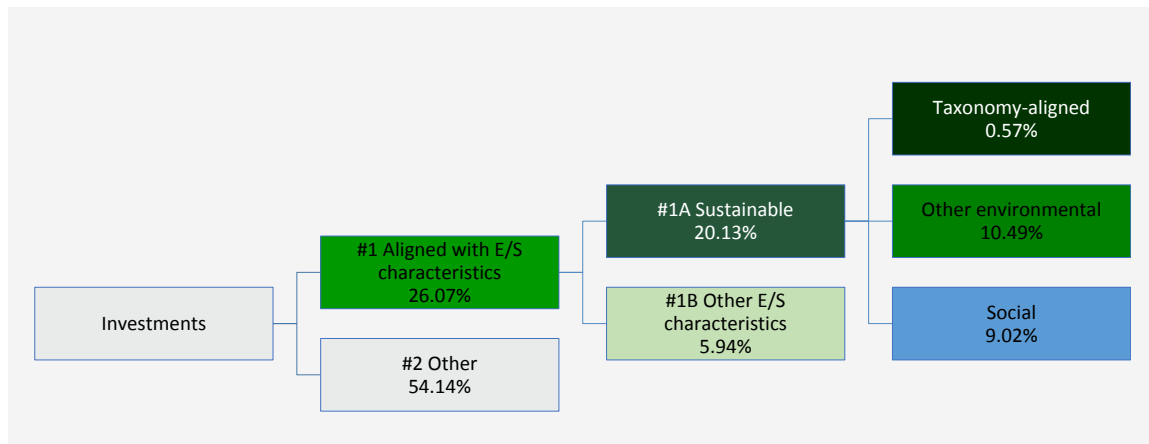 Investments
#1 Aligned with E/S
characteristics
26.07%
#2 Other
54.14%
#1A Sustainable
20.13%
#1B Other E/S
characteristics
5.94%
Taxonomy-aligned
0.57%
Other environmental
10.49%
Social
9.02%